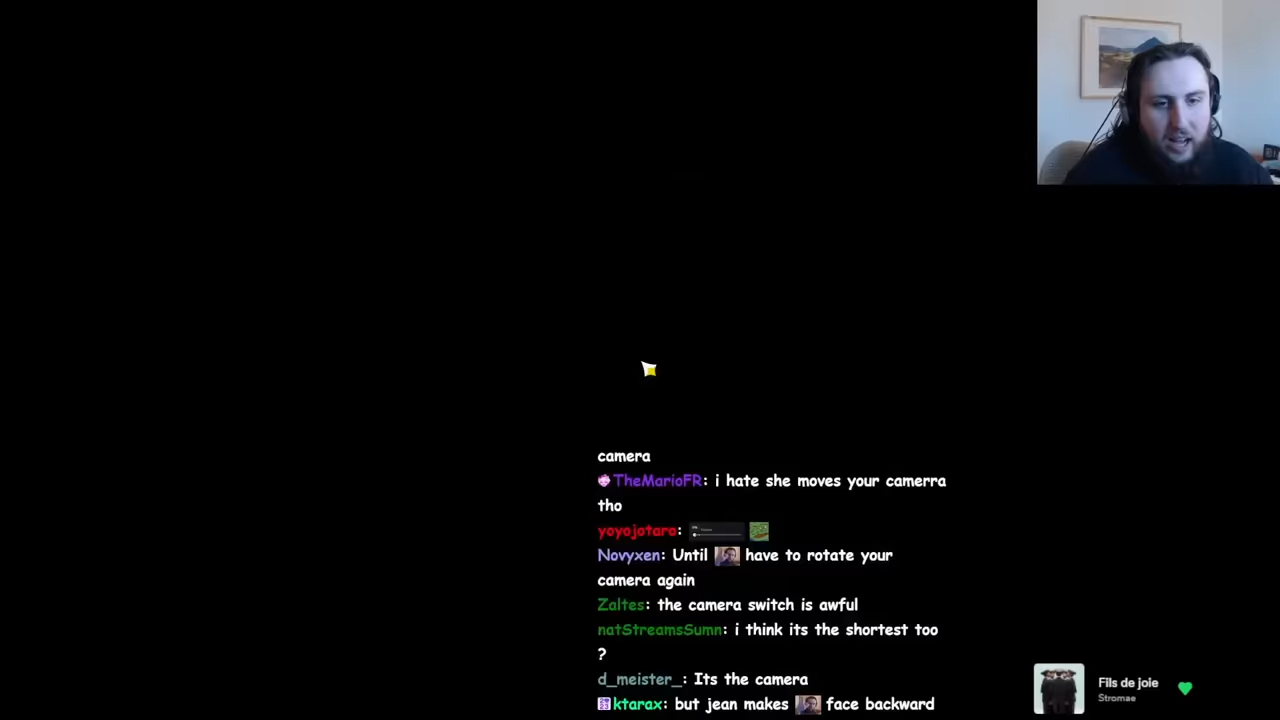 camera
TheMarioFR: i hate she moves your camerra
tho
yoyojotaro:
Novyxen: Until have to rotate your
camera again
Zaltes: the camera switch is awful
natStreamsSumn: i think its the shortest too
?
d_meister_: Its the camera
ktarax: but jean makes face backward
Fils de joie
Stromae